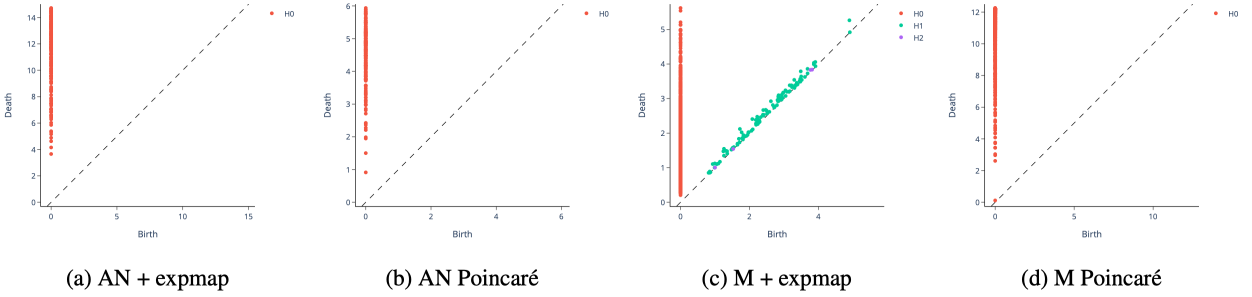 14
12
10
8
6
4
2
0
Death
0 5 10 15
Birth
H0
(a) AN + expmap
6
5
4
3
2
1
0
Death
0 2 4 6
Birth
H0
(b) AN Poincaré
5
4
3
2
1
0
Death
0 2 4
Birth
H0
H1
H2
(c) M + expmap
12
10
8
6
4
2
0
Death
0 5 10
Birth
H0
(d) M Poincaré